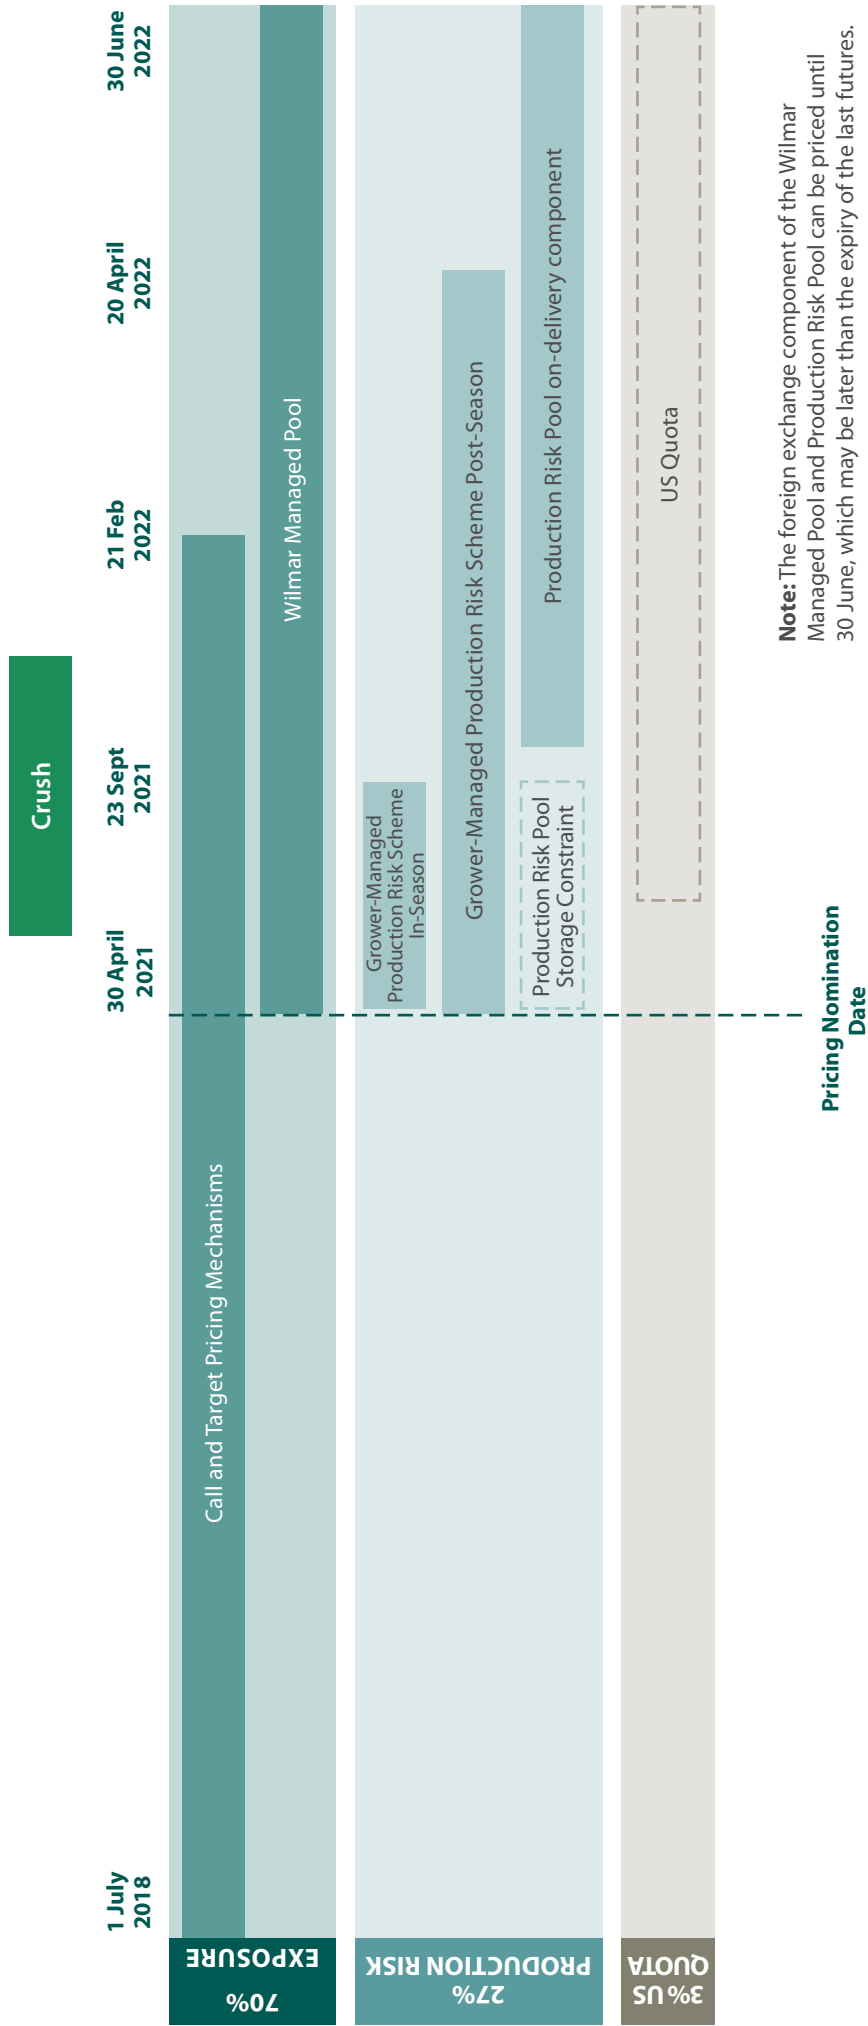 Crush
1 July
2018
30 April
2021
23 Sept
2021
21 Feb
2022
20 April
2022
30 June
2022
70%
EXPOSURE
Call and Target Pricing Mechanisms
Wilmar Managed Pool
27%
PRODUCTION RISK
Grower-Managed
Production Risk Scheme
In-Season
Grower-Managed Production Risk Scheme Post-Season
Production Risk Pool
Storage Constraint
Production Risk Pool on-delivery component
3% US
QUOTA
US Quota
Pricing Nomination
Date
Note: The foreign exchange component of the Wilmar
Managed Pool and Production Risk Pool can be priced until
30 June, which may be later than the expiry of the last futures.